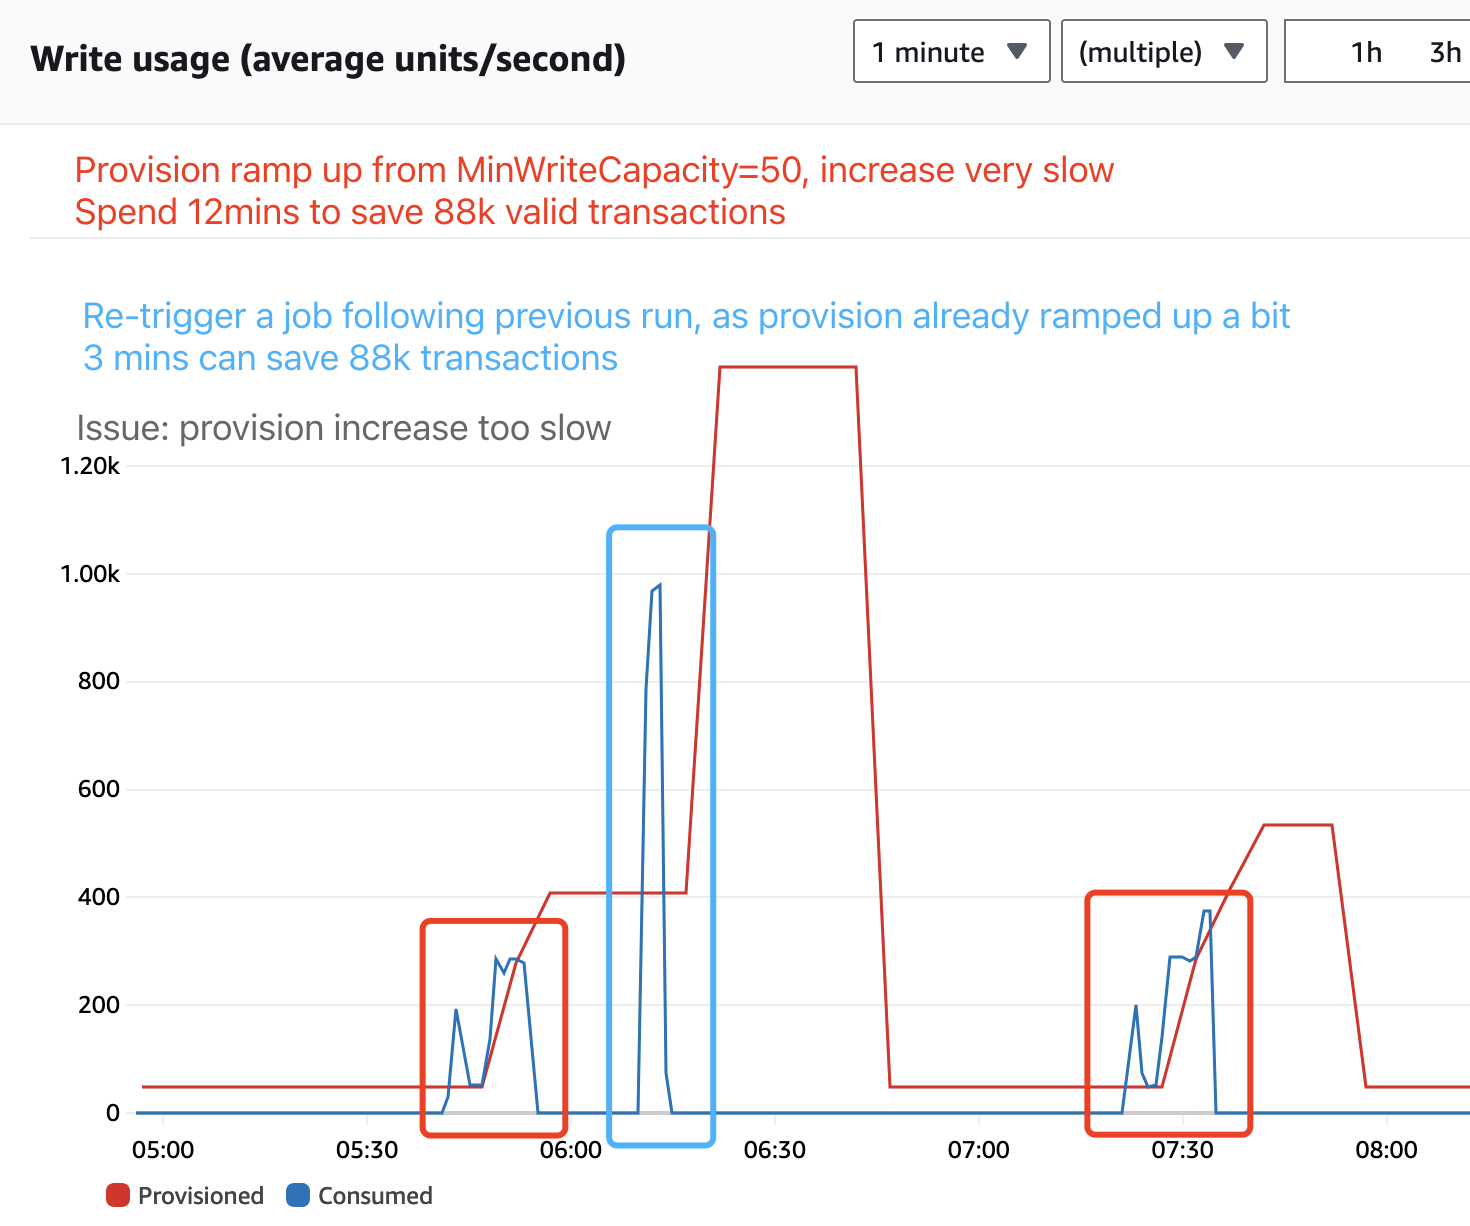 Write usage (average units/second)
1 minute
(multiple)
1h
3h
Provision ramp up from MinWriteCapacity=50, increase very slow
Spend 12mins to save 88k valid transactions
Re-trigger a job following previous run, as provision already ramped up a bit
3 mins can save 88k transactions
Issue: provision increase too slow
1.20k
1.00k
800
600
400
200
0
05:00
05:30
06:00
06:30
07:00
07:30
08:00
Provisioned
Consumed